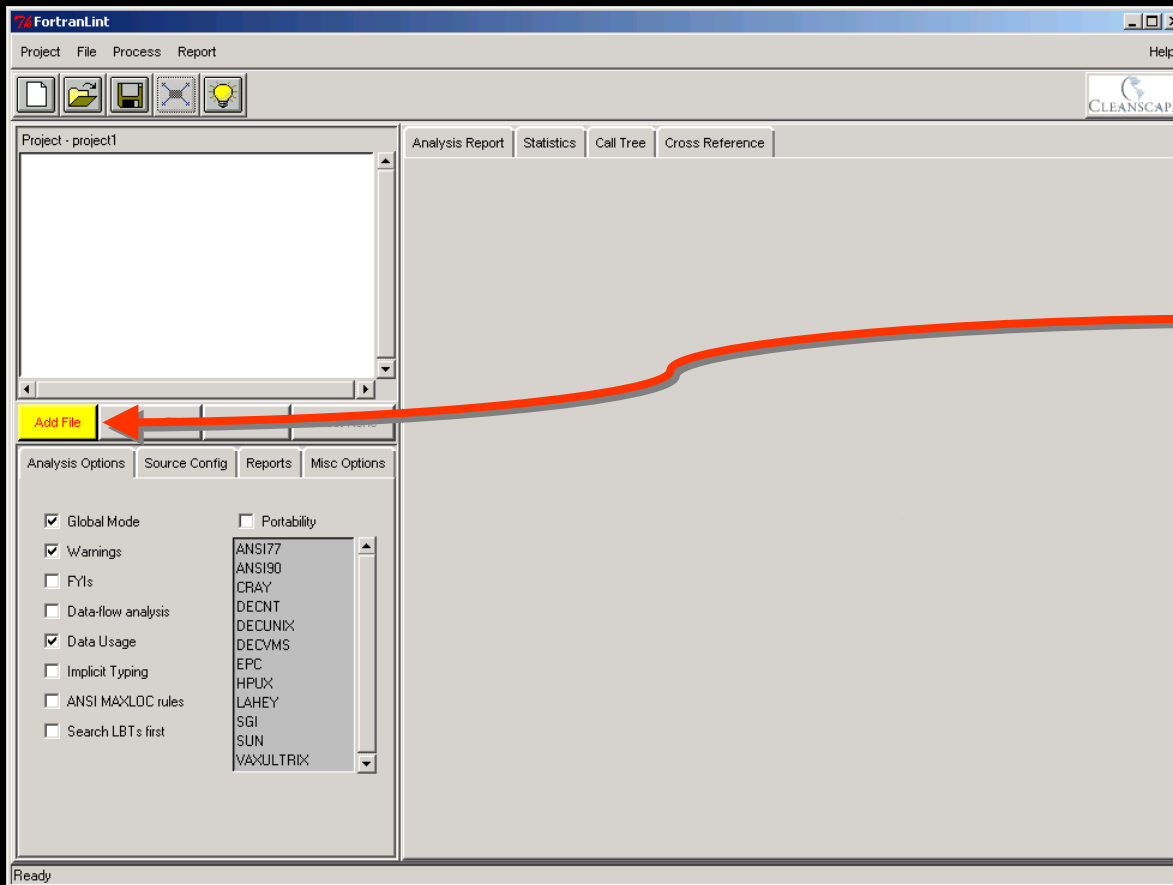 FortranLint
Project File Process Report Help
CLEANSCAPE
Project - project1
Analysis Report Statistics Call Tree Cross Reference
Add File
Analysis Options Source Config Reports Misc Options
Global Mode
Warnings
FYIs
Data-flow analysis
Data Usage
Implicit Typing
ANSI MAXLOC rules
Search LBTs first
Portability
ANSI77
ANSI90
CRAY
DECNT
DECUNIX
DECVMS
EPC
HPUX
LAHEY
SGI
SUN
VAXULTRIX
Ready